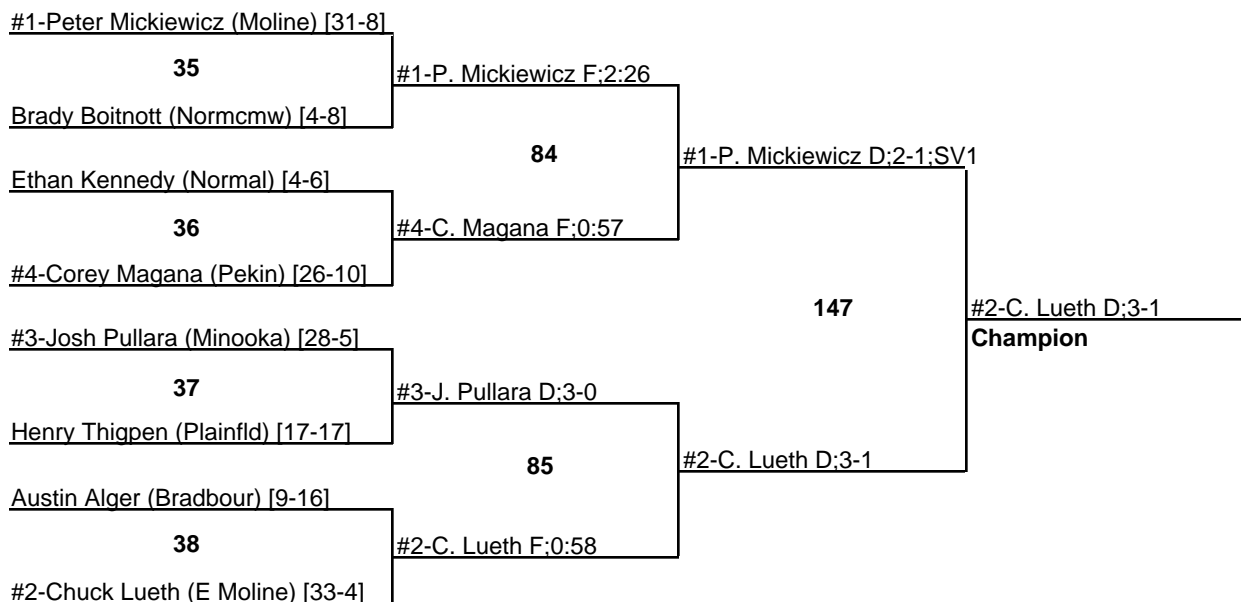 #1-Peter Mickiewicz (Moline) [31-8]
35
#1-P. Mickiewicz F;2:26
Brady Boitnott (Normcmw) [4-8]
84
#1-P. Mickiewicz D;2-1;SV1
Ethan Kennedy (Normal) [4-6]
36
#4-C. Magana F;0:57
#4-Corey Magana (Pekin) [26-10]
147
#2-C. Lueth D;3-1
Champion
#3-Josh Pullara (Minooka) [28-5]
37
#3-J. Pullara D;3-0
Henry Thigpen (Plainfld) [17-17]
85
#2-C. Lueth D;3-1
Austin Alger (Bradbour) [9-16]
38
#2-C. Lueth F;0:58
#2-Chuck Lueth (E Moline) [33-4]